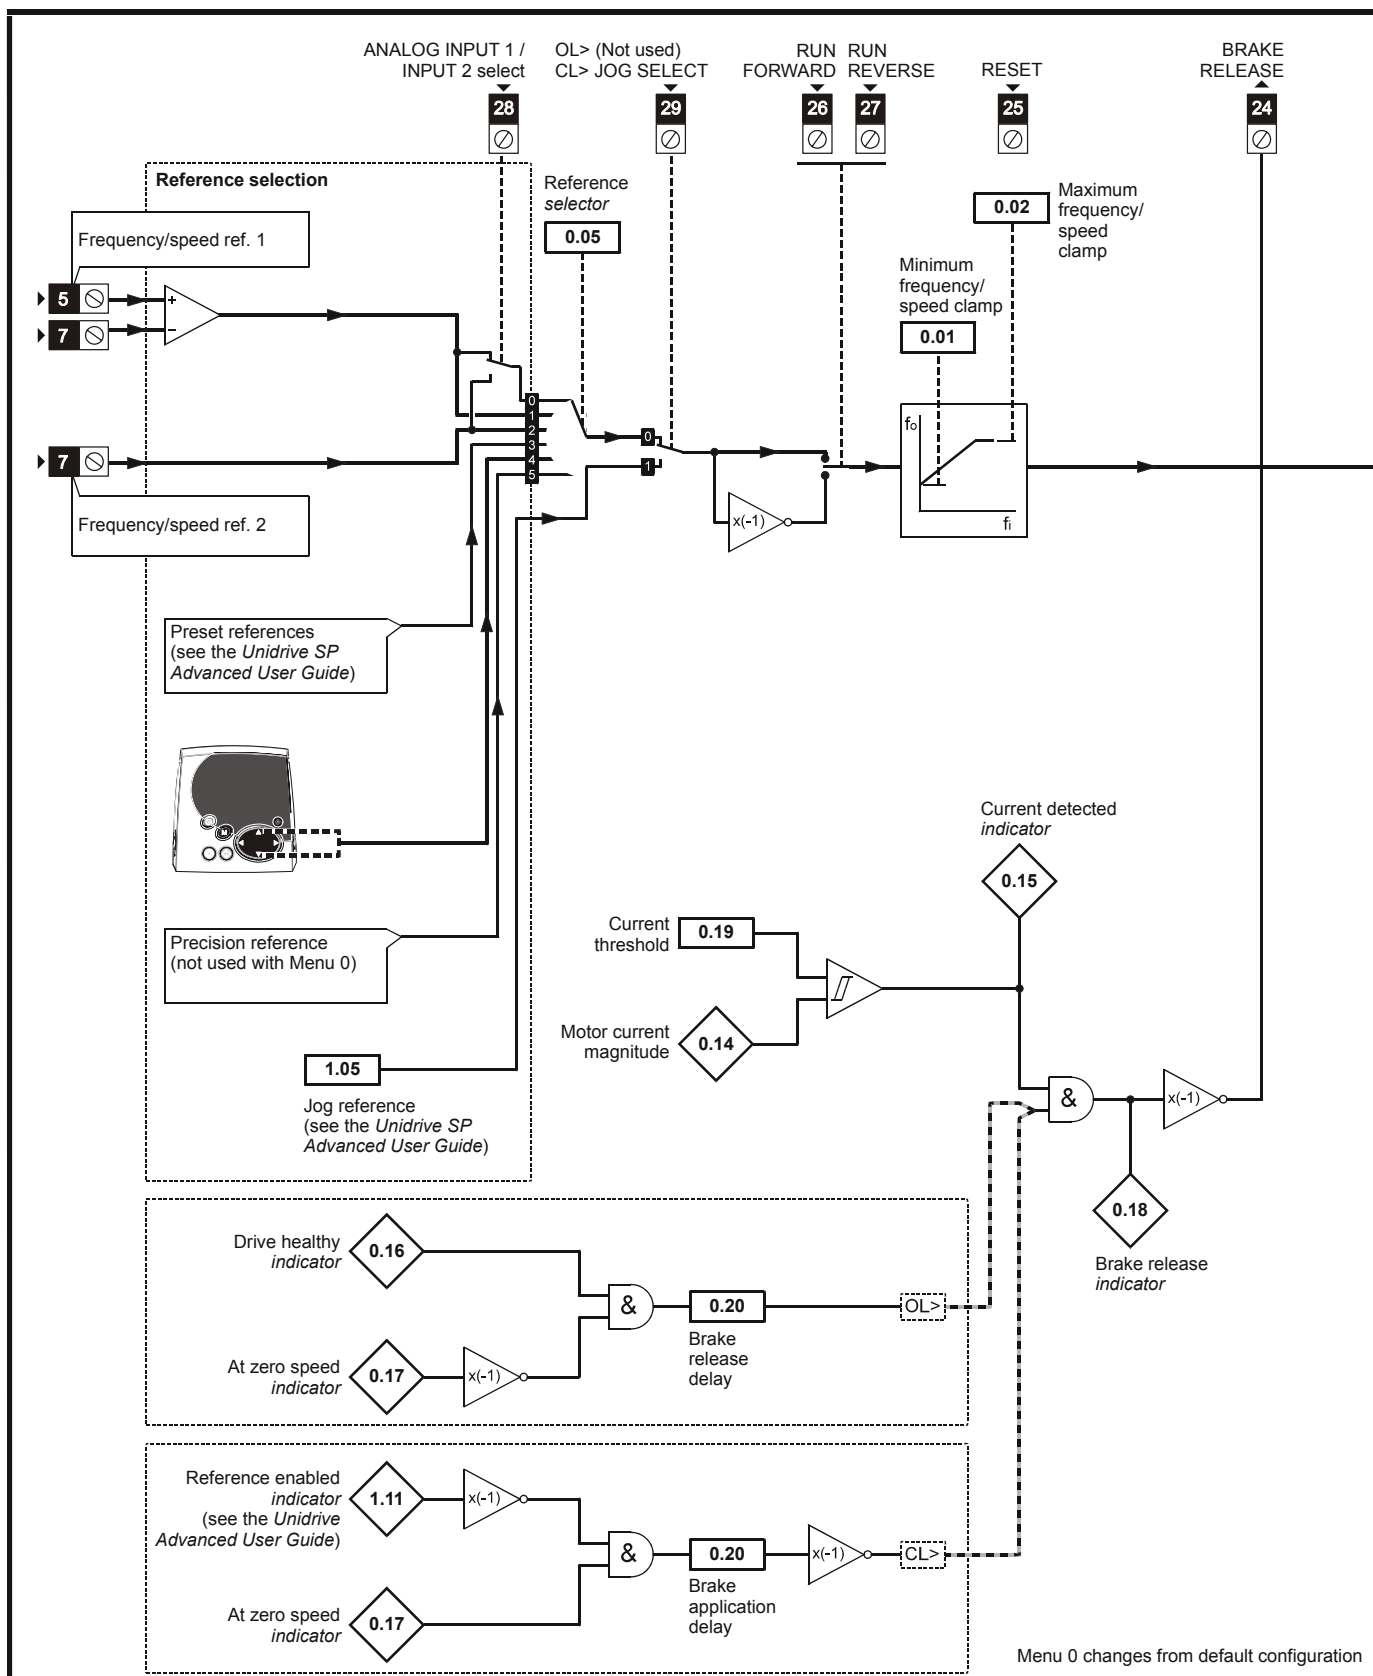 ANALOG INPUT 1 /
INPUT 2 select
OL> (Not used)
CL> JOG SELECT
RUN
FORWARD
RUN
REVERSE
RESET
BRAKE
RELEASE
28
29
26
27
25
24
Reference selection
Reference
selector
0.05
Maximum
frequency/
speed
clamp
0.02
Minimum
frequency/
speed clamp
0.01
Frequency/speed ref. 1
5
+
7
–
0
1
2
3
4
5
0
1
7
Frequency/speed ref. 2
x(-1)
fo
fi
Preset references
(see the Unidrive SP
Advanced User Guide)
M
Precision reference
(not used with Menu 0)
1.05
Jog reference
(see the Unidrive SP
Advanced User Guide)
Current detected
indicator
0.15
Current
threshold
0.19
Motor current
magnitude
0.14
&
x(-1)
0.18
Brake release
indicator
Drive healthy
indicator
0.16
&
0.20
Brake
release
delay
OL>
At zero speed
indicator
0.17
x(-1)
Reference enabled
indicator
(see the Unidrive
Advanced User Guide)
1.11
x(-1)
&
0.20
Brake
application
delay
x(-1)
CL>
At zero speed
indicator
0.17
Menu 0 changes from default configuration